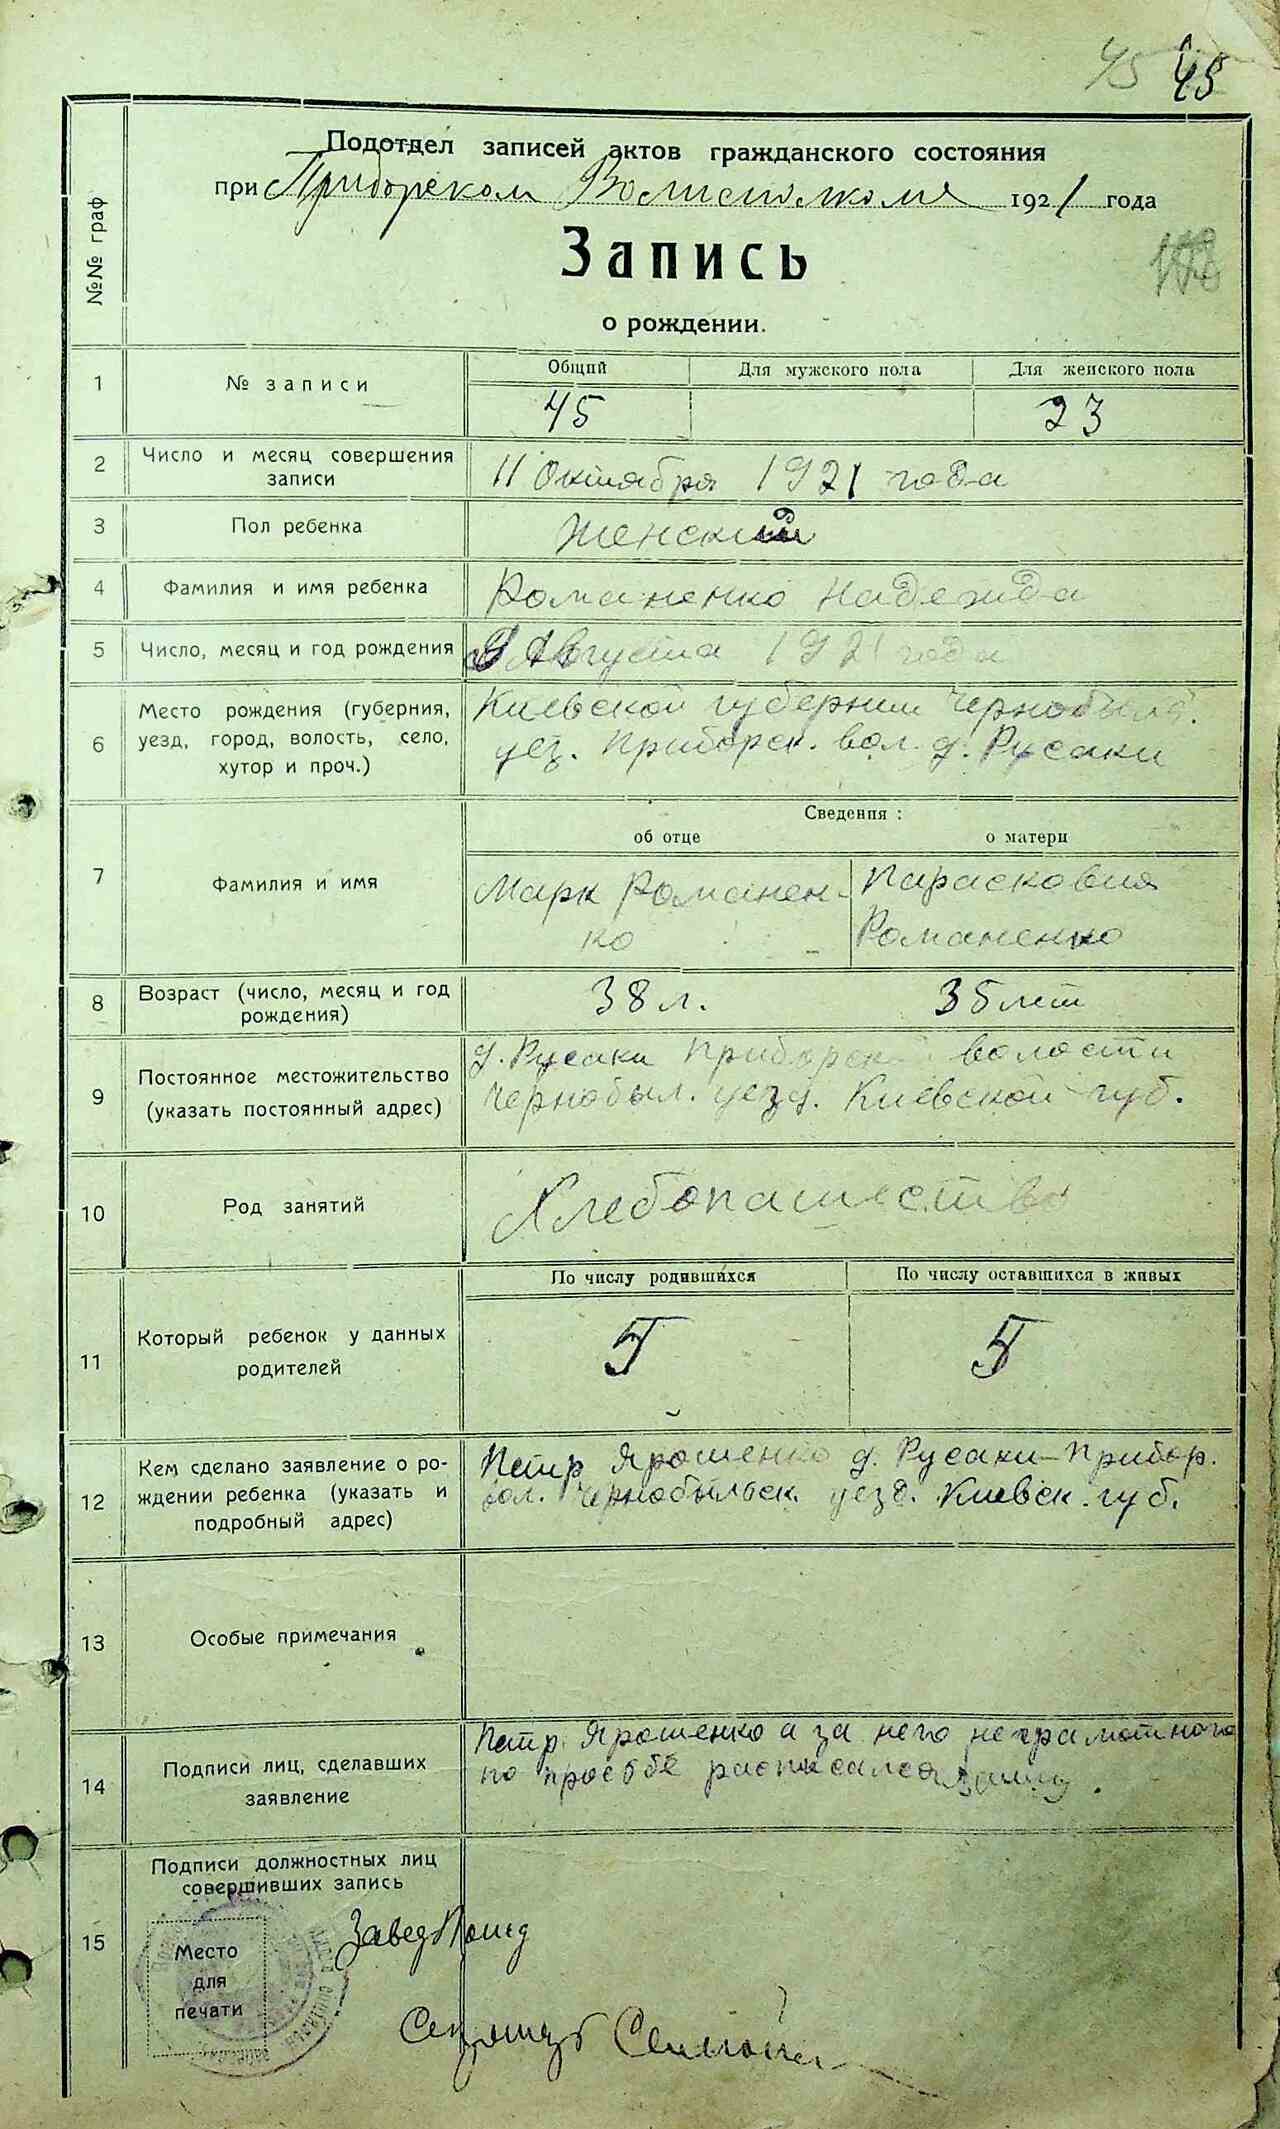 45 45
Подотдел записей актов гражданского состояния
при Приборском Волисполкоме 1921 года
Запись
о рождении.
№№ граф
1 № записи
Общий Для мужского пола Для женского пола
45 23
2 Число и месяц совершения
записи
11 Октября 1921 года
3 Пол ребенка Женский
4 Фамилия и имя ребенка Романенко Надежда
5 Число, месяц и год рождения 9 Августа 1921 года
6 Место рождения (губерния,
уезд, город, волость, село,
хутор и проч.)
Киевской губернии Чернобыл.
уез. Приборск. вол. д. Русаки
Сведения :
об отце о матери
7 Фамилия и имя
Марк Романен-
ко
Парасковия
Романенко
8 Возраст (число, месяц и год
рождения)
38 л. 35 лет
9 Постоянное местожительство
(указать постоянный адрес)
д. Русаки Приборской волости
Чернобыл. уезд. Киевской губ.
10 Род занятий Хлебопашество
11 Который ребенок у данных
родителей
По числу родившихся По числу оставшихся в живых
5 5
12 Кем сделано заявление о ро-
ждении ребенка (указать и
подробный адрес)
Петр Ярошенко д. Русаки Прибор.
вол. Чернобыльск. уезд. Киевск. губ.
13 Особые примечания
14 Подписи лиц, сделавших
заявление
Петр Ярошенко а за него неграмотного
по просьбе расписался
15 Подписи должностных лиц
совершивших запись
Место
для
печати
Завед